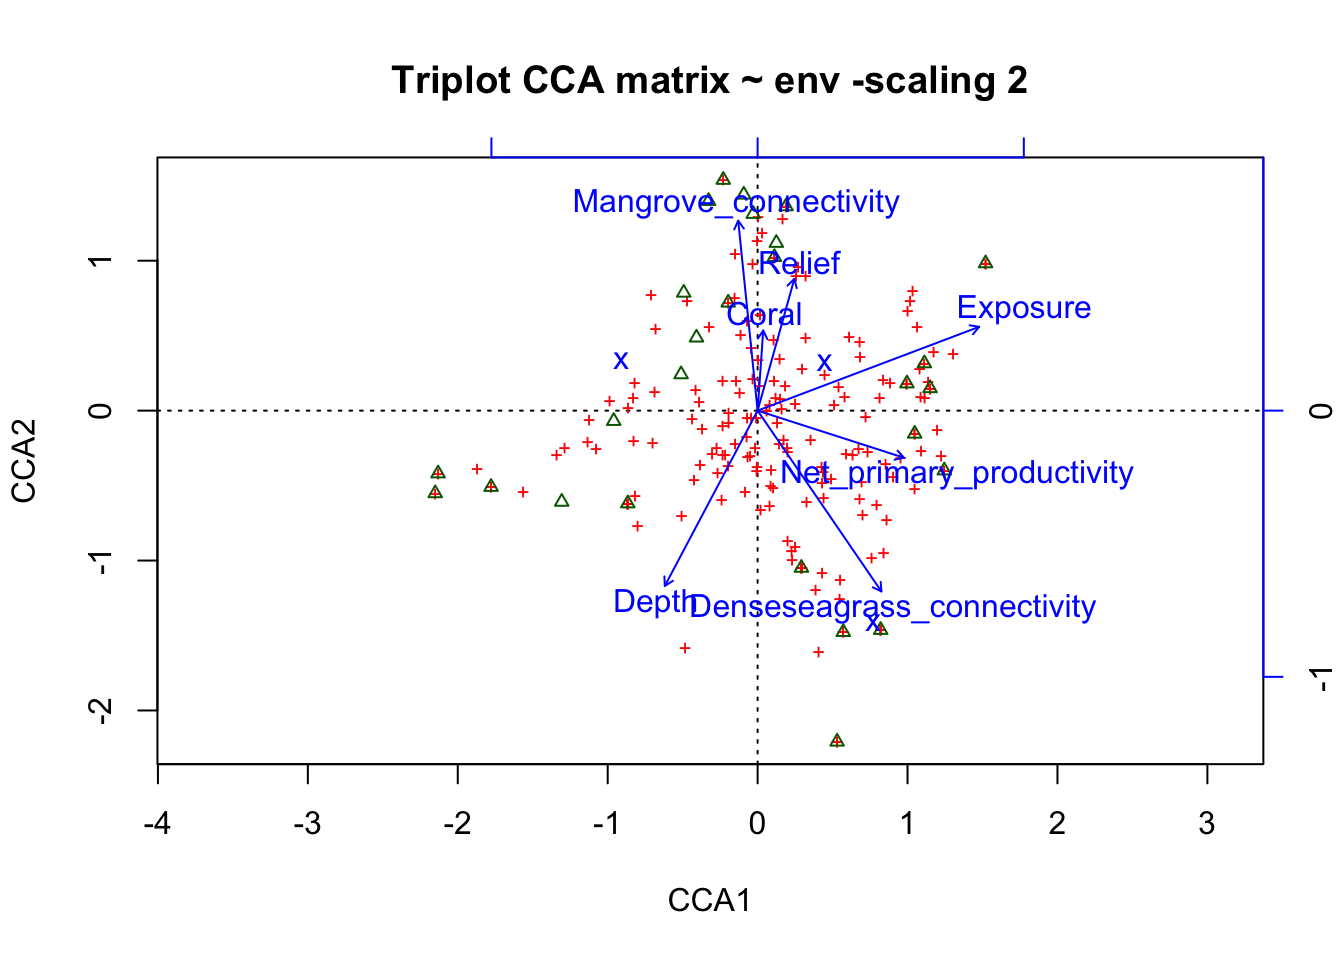 Triplot CCA matrix ~ env -scaling 2
Mangrove_connectivity
Relief
Coral
Exposure
x
x
Net_primary_productivity
Depth
Denseseagrass_connectivity
x
CCA2
1
0
-1
-2
0
-1
-4 -3 -2 -1 0 1 2 3
CCA1